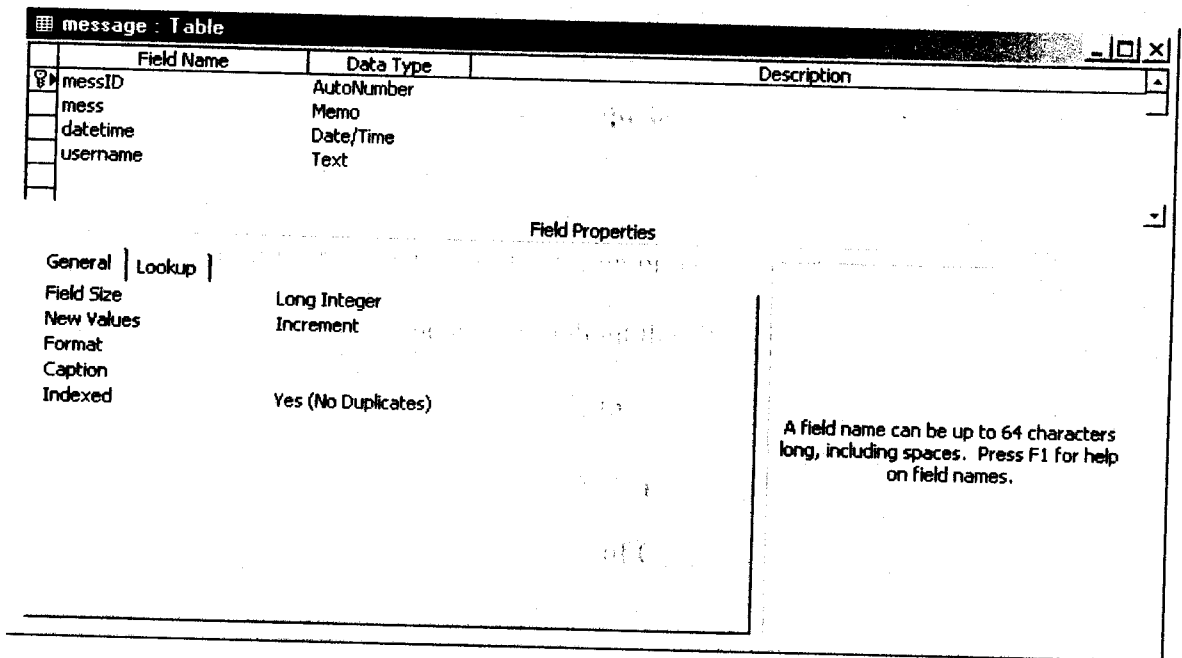 message : Table
Field Name Data Type Description
messID AutoNumber
mess Memo
datetime Date/Time
username Text
Field Properties
General Lookup
Field Size Long Integer
New Values Increment
Format
Caption
Indexed Yes (No Duplicates)
A field name can be up to 64 characters
long, including spaces. Press F1 for help
on field names.